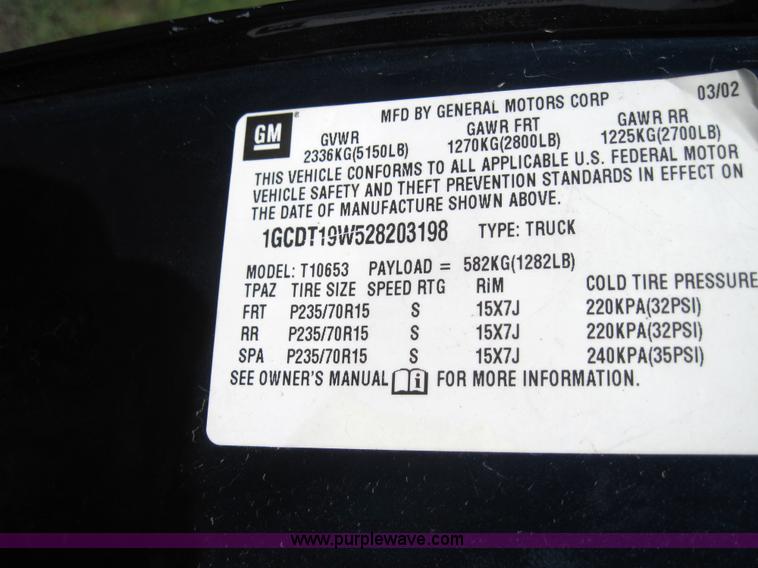 MFD BY GENERAL MOTORS CORP 03/02
GM
GVWR GAWR FRT GAWR RR
2336KG(5150LB) 1270KG(2800LB) 1225KG(2700LB)
THIS VEHICLE CONFORMS TO ALL APPLICABLE U.S. FEDERAL MOTOR
VEHICLE SAFETY AND THEFT PREVENTION STANDARDS IN EFFECT ON
THE DATE OF MANUFACTURE SHOWN ABOVE.
1GCDT19W528203198 TYPE: TRUCK
MODEL: T10653 PAYLOAD = 582KG(1282LB)
TPAZ TIRE SIZE SPEED RTG RiM COLD TIRE PRESSURE
FRT P235/70R15 S 15X7J 220KPA(32PSI)
RR P235/70R15 S 15X7J 220KPA(32PSI)
SPA P235/70R15 S 15X7J 240KPA(35PSI)
SEE OWNER'S MANUAL i FOR MORE INFORMATION.
www.purplewave.com